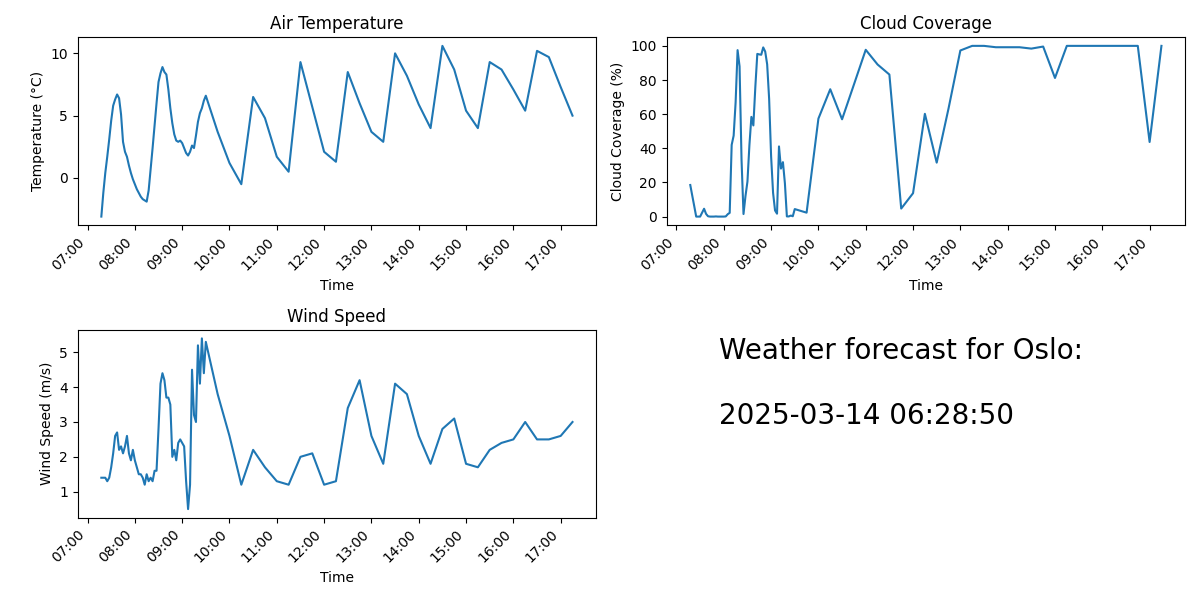 Air Temperature
Temperature (°C)
10
5
0
07:00 08:00 09:00 10:00 11:00 12:00 13:00 14:00 15:00 16:00 17:00
Time
Cloud Coverage
Cloud Coverage (%)
100
80
60
40
20
0
07:00 08:00 09:00 10:00 11:00 12:00 13:00 14:00 15:00 16:00 17:00
Time
Wind Speed
Wind Speed (m/s)
5
4
3
2
1
07:00 08:00 09:00 10:00 11:00 12:00 13:00 14:00 15:00 16:00 17:00
Time
Weather forecast for Oslo:
2025-03-14 06:28:50